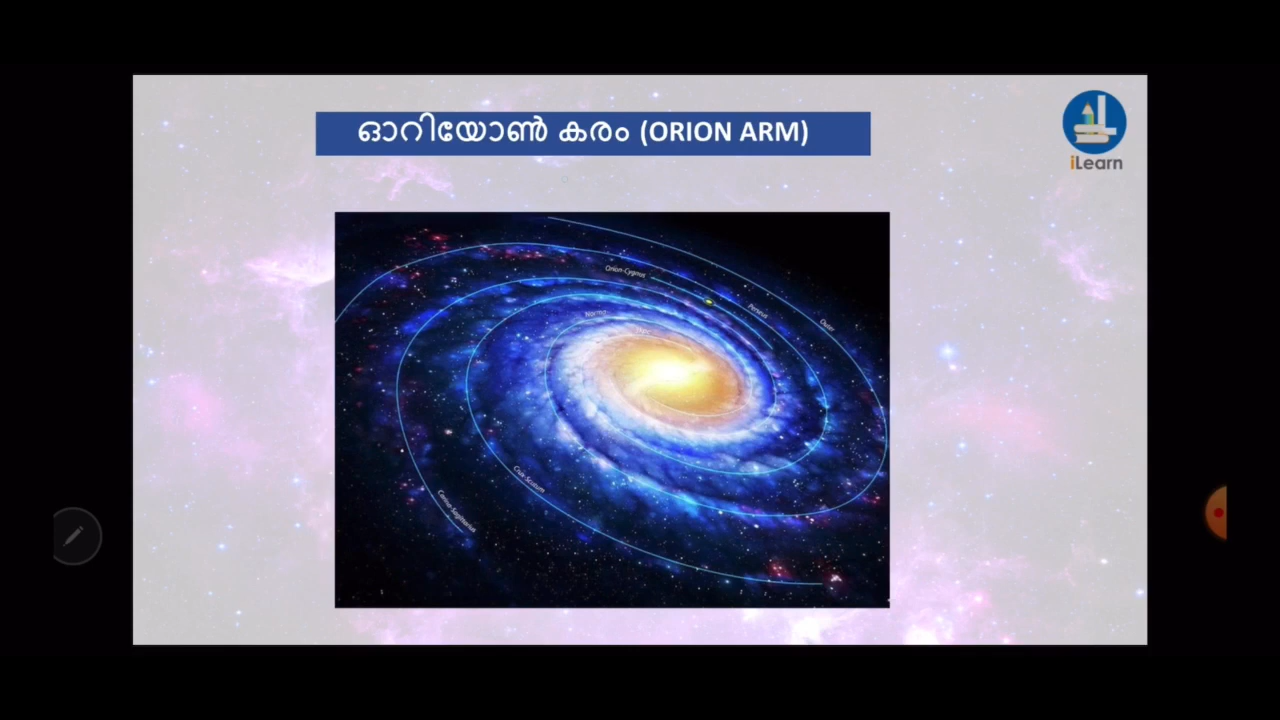 ഓറിയോൺ കരം (ORION ARM)
iLearn
Orion-Cygnus
Perseus
Outer
Norma
Crux-Scutum
Carina-Sagittarius